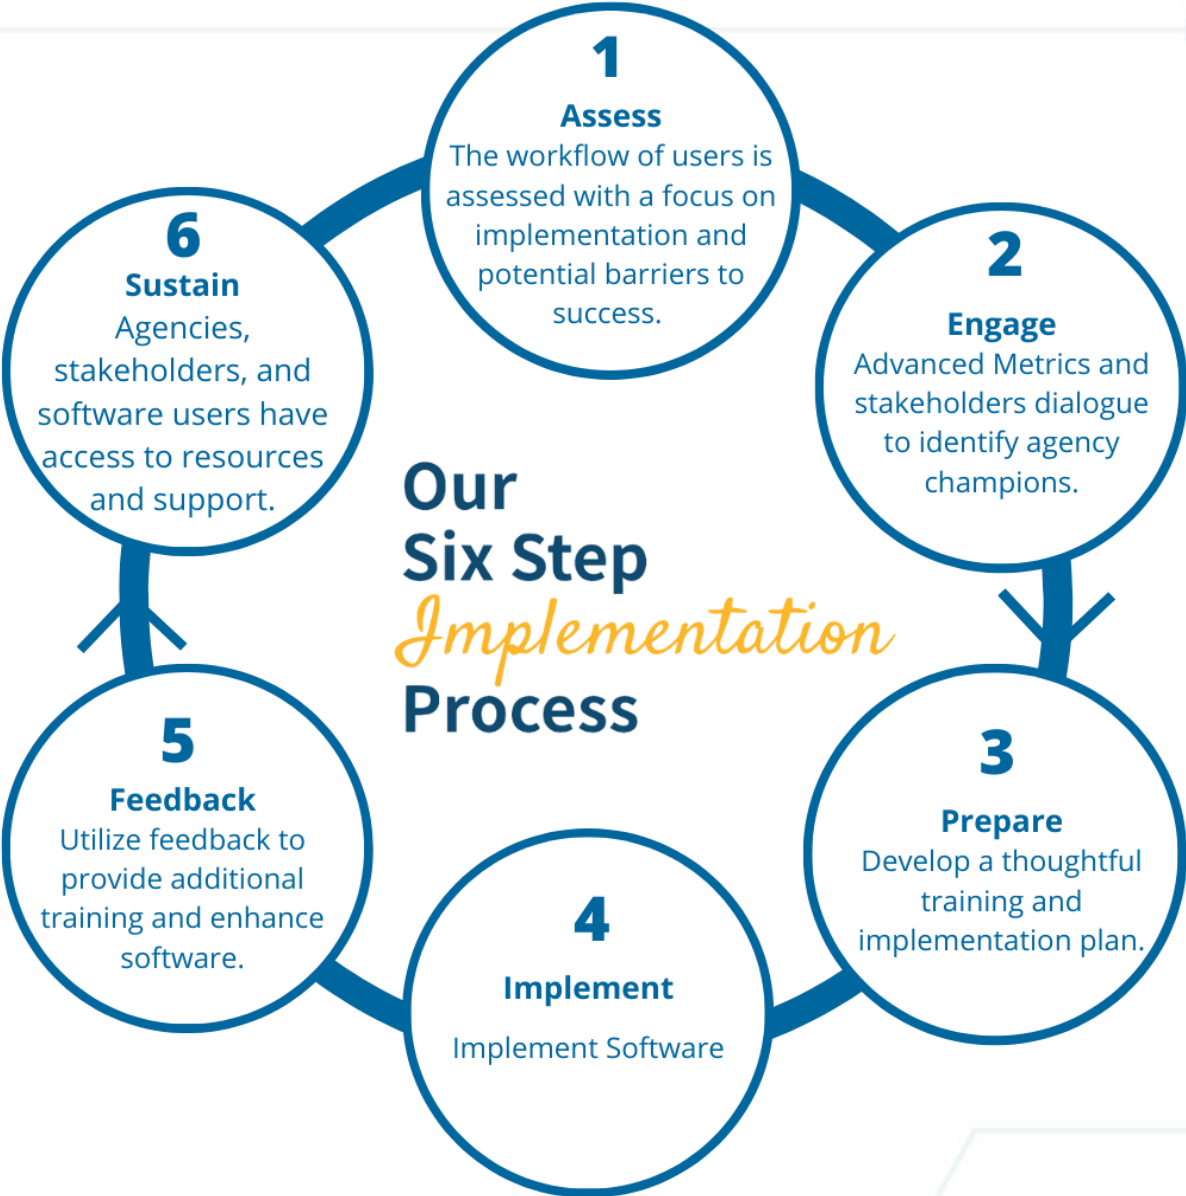 1
Assess
The workflow of users is
assessed with a focus on
implementation and
potential barriers to
success.
2
Engage
Advanced Metrics and
stakeholders dialogue
to identify agency
champions.
3
Prepare
Develop a thoughtful
training and
implementation plan.
4
Implement
Implement Software
5
Feedback
Utilize feedback to
provide additional
training and enhance
software.
6
Sustain
Agencies,
stakeholders, and
software users have
access to resources
and support.
Our
Six Step
Implementation
Process